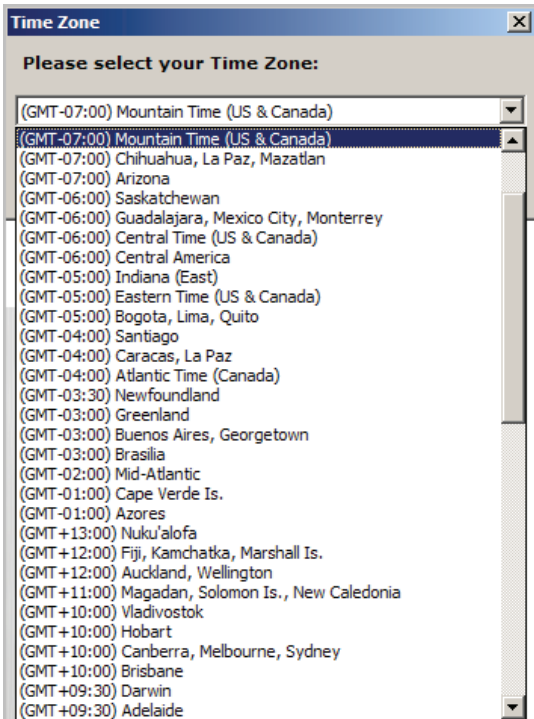 Time Zone
Please select your Time Zone:
(GMT-07:00) Mountain Time (US & Canada)
(GMT-07:00) Mountain Time (US & Canada)
(GMT-07:00) Chihuahua, La Paz, Mazatlan
(GMT-07:00) Arizona
(GMT-06:00) Saskatchewan
(GMT-06:00) Guadalajara, Mexico City, Monterrey
(GMT-06:00) Central Time (US & Canada)
(GMT-06:00) Central America
(GMT-05:00) Indiana (East)
(GMT-05:00) Eastern Time (US & Canada)
(GMT-05:00) Bogota, Lima, Quito
(GMT-04:00) Santiago
(GMT-04:00) Caracas, La Paz
(GMT-04:00) Atlantic Time (Canada)
(GMT-03:30) Newfoundland
(GMT-03:00) Greenland
(GMT-03:00) Buenos Aires, Georgetown
(GMT-03:00) Brasilia
(GMT-02:00) Mid-Atlantic
(GMT-01:00) Cape Verde Is.
(GMT-01:00) Azores
(GMT+13:00) Nuku'alofa
(GMT+12:00) Fiji, Kamchatka, Marshall Is.
(GMT+12:00) Auckland, Wellington
(GMT+11:00) Magadan, Solomon Is., New Caledonia
(GMT+10:00) Vladivostok
(GMT+10:00) Hobart
(GMT+10:00) Canberra, Melbourne, Sydney
(GMT+10:00) Brisbane
(GMT+09:30) Darwin
(GMT+09:30) Adelaide